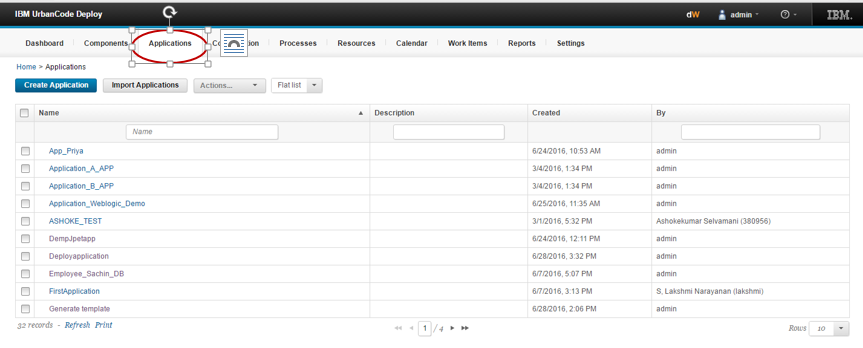 IBM UrbanCode Deploy dW admin IBM.
Dashboard Components Applications Co ion Processes Resources Calendar Work Items Reports Settings
Home > Applications
Create Application Import Applications Actions... Flat list
Name Description Created By
Name
App_Priya 6/24/2016, 10:53 AM admin
Application_A_APP 3/4/2016, 1:34 PM admin
Application_B_APP 3/4/2016, 1:34 PM admin
Application_Weblogic_Demo 6/25/2016, 11:35 AM admin
ASHOKE_TEST 3/1/2016, 5:32 PM Ashokekumar Selvamani (380956)
DempJpetapp 6/24/2016, 12:11 PM admin
Deployapplication 6/28/2016, 3:32 PM admin
Employee_Sachin_DB 6/7/2016, 5:07 PM admin
FirstApplication 6/7/2016, 3:13 PM S, Lakshmi Narayanan (lakshmi)
Generate template 6/28/2016, 2:06 PM admin
32 records - Refresh Print 1 / 4 Rows 10